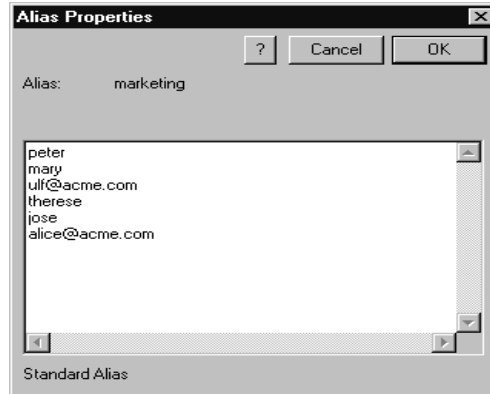 Alias Properties
? Cancel OK
Alias: marketing
peter
mary
ulf@acme.com
therese
jose
alice@acme.com
Standard Alias